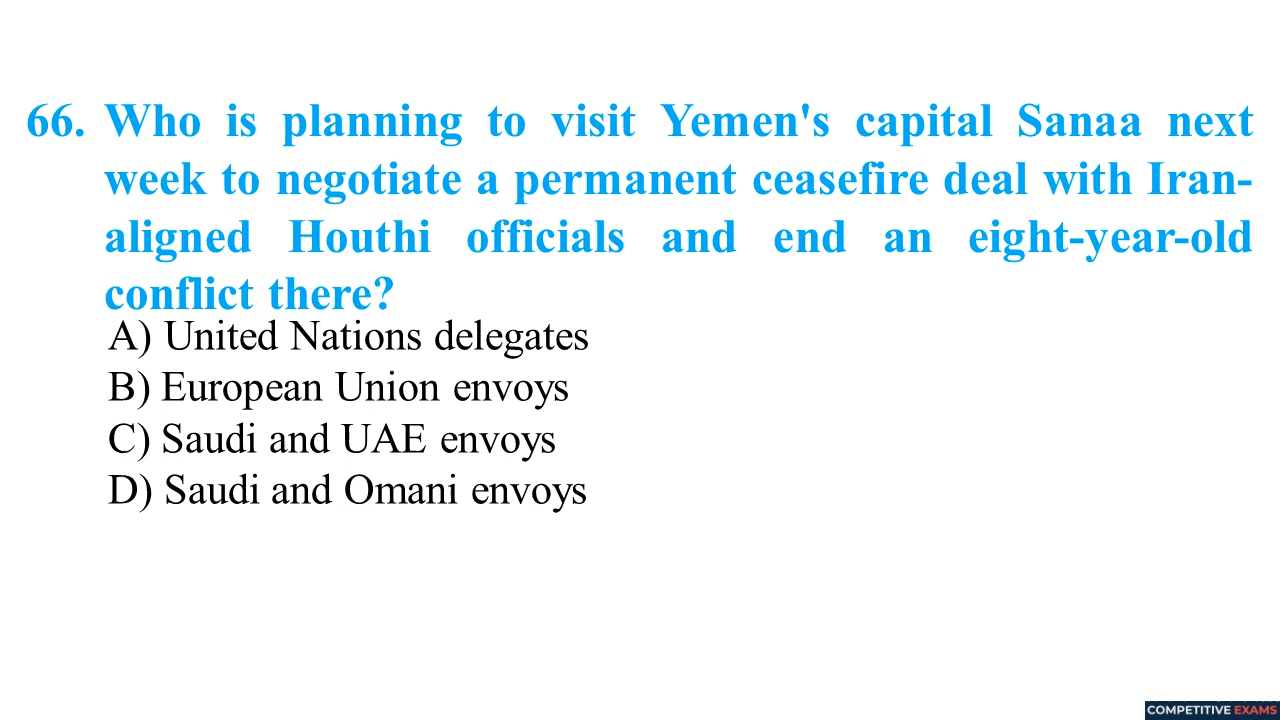 66. Who is planning to visit Yemen's capital Sanaa next
week to negotiate a permanent ceasefire deal with Iran-
aligned Houthi officials and end an eight-year-old
conflict there?
A) United Nations delegates
B) European Union envoys
C) Saudi and UAE envoys
D) Saudi and Omani envoys
COMPETITIVE EXAMS